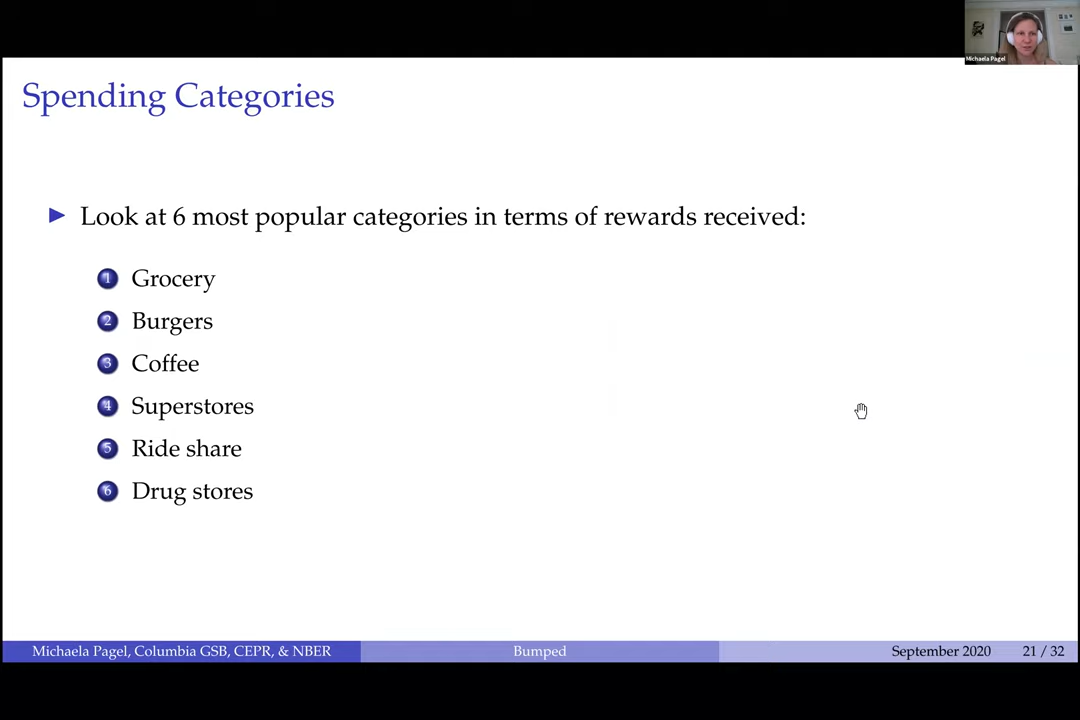 Michaela Pagel
Spending Categories
Look at 6 most popular categories in terms of rewards received:
1 Grocery
2 Burgers
3 Coffee
4 Superstores
5 Ride share
6 Drug stores
Michaela Pagel, Columbia GSB, CEPR, & NBER
Bumped
September 2020
21 / 32